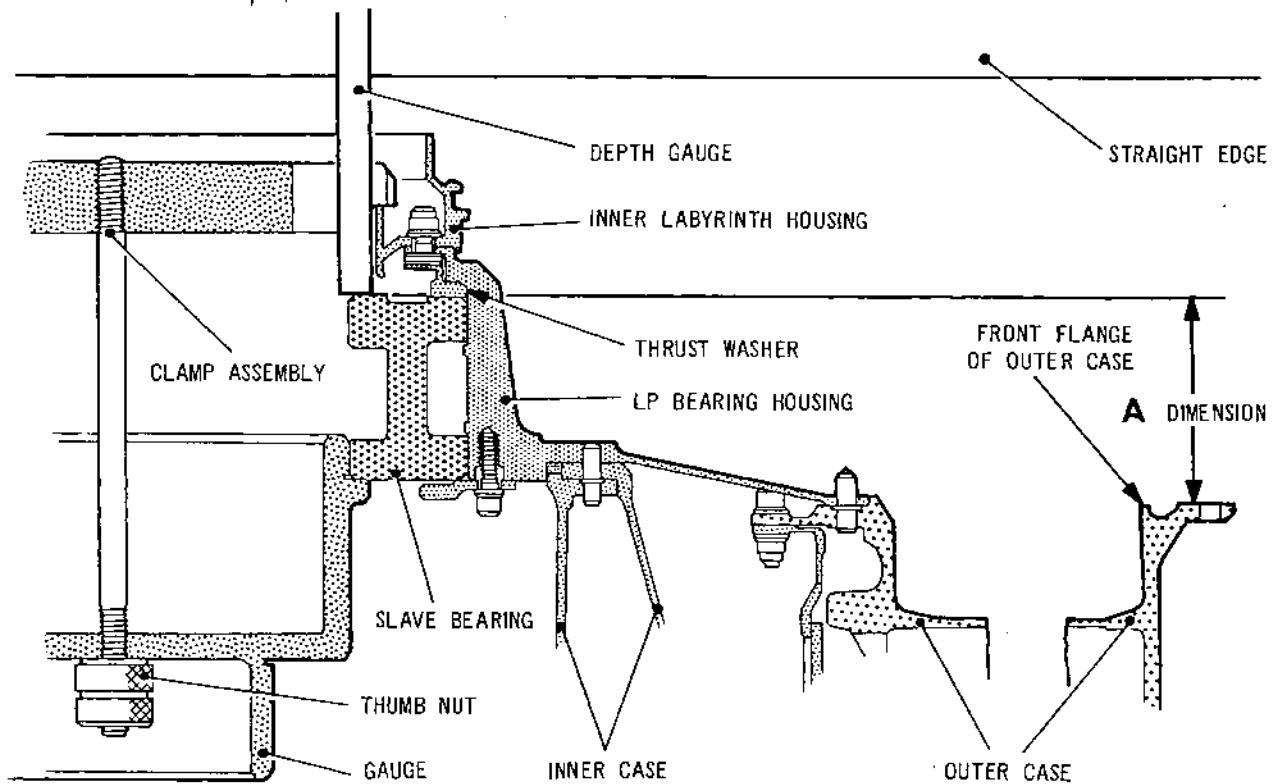 DEPTH GAUGE
STRAIGHT EDGE
INNER LABYRINTH HOUSING
THRUST WASHER
FRONT FLANGE
OF OUTER CASE
CLAMP ASSEMBLY
LP BEARING HOUSING
A DIMENSION
SLAVE BEARING
THUMB NUT
GAUGE
INNER CASE
OUTER CASE